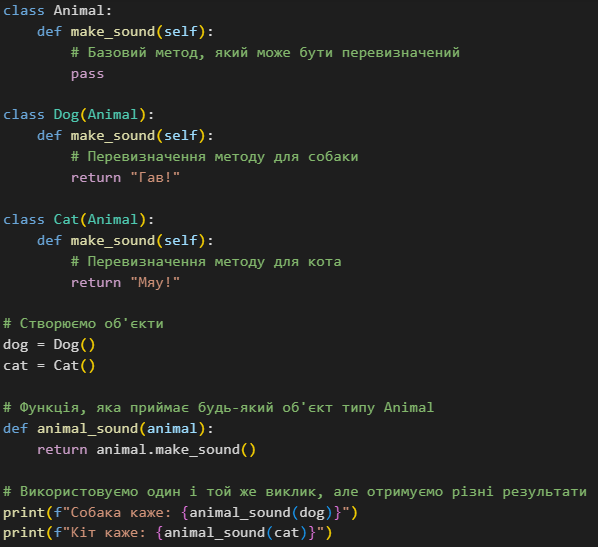 class Animal:
    def make_sound(self):
        # Базовий метод, який може бути перевизначений
        pass

class Dog(Animal):
    def make_sound(self):
        # Перевизначення методу для собаки
        return "Гав!"

class Cat(Animal):
    def make_sound(self):
        # Перевизначення методу для кота
        return "Мяу!"

# Створюємо об'єкти
dog = Dog()
cat = Cat()

# Функція, яка приймає будь-який об'єкт типу Animal
def animal_sound(animal):
    return animal.make_sound()

# Використовуємо один і той же виклик, але отримуємо різні результати
print(f"Собака каже: {animal_sound(dog)}")
print(f"Кіт каже: {animal_sound(cat)}")